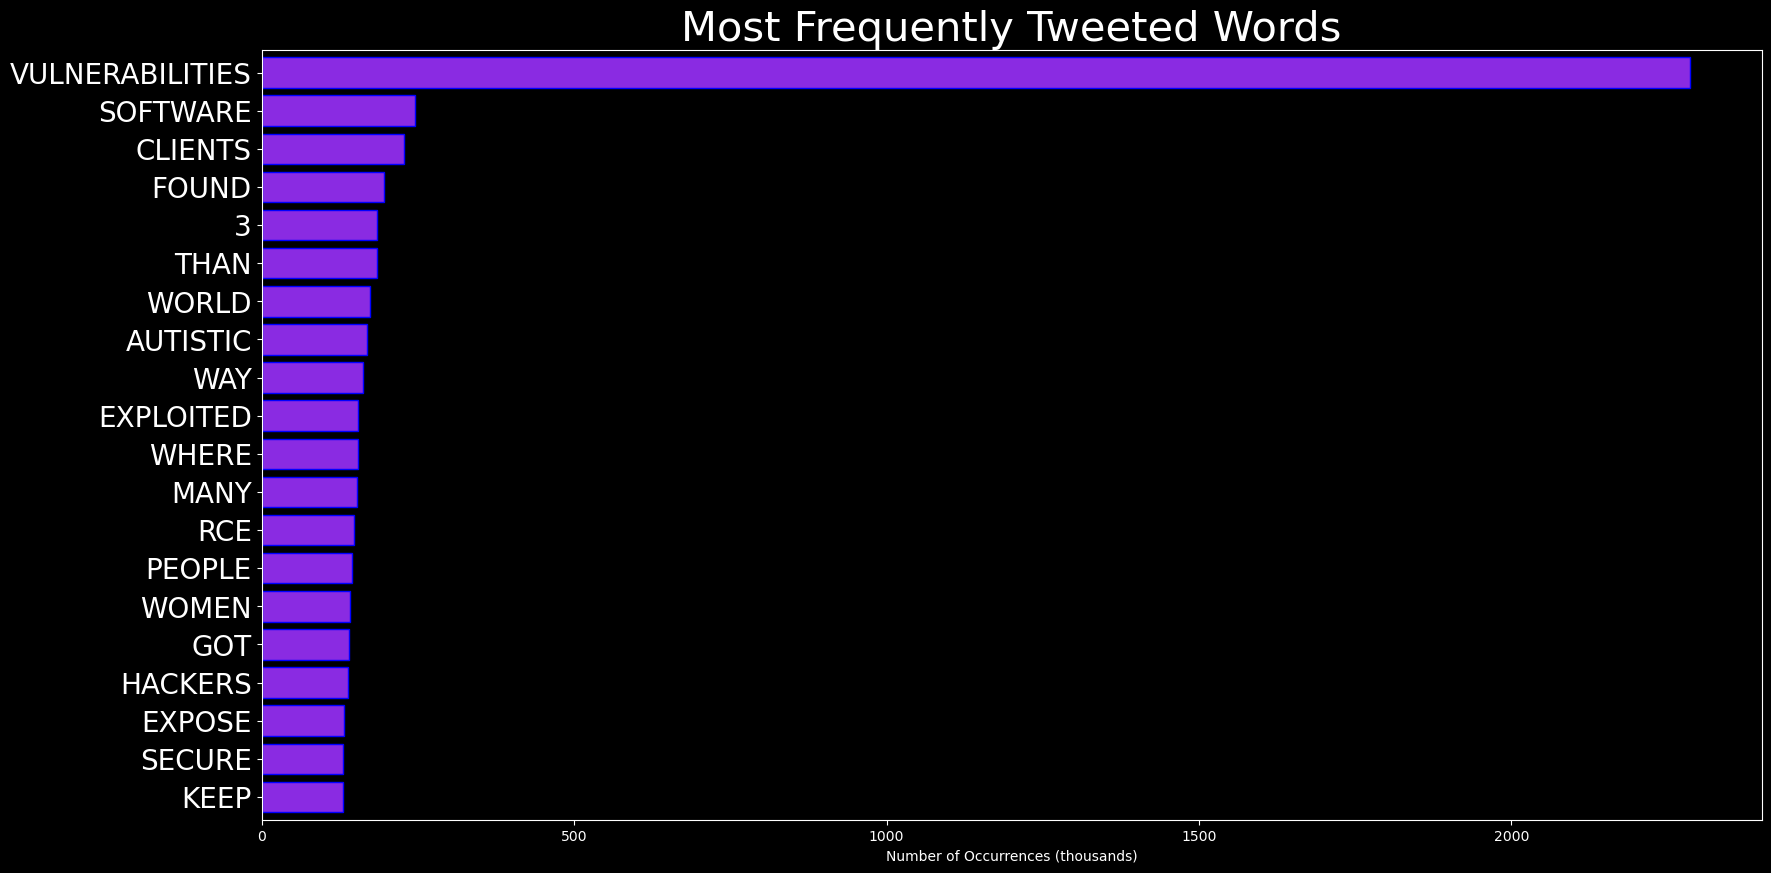 Most Frequently Tweeted Words
VULNERABILITIES
SOFTWARE
CLIENTS
FOUND
3
THAN
WORLD
AUTISTIC
WAY
EXPLOITED
WHERE
MANY
RCE
PEOPLE
WOMEN
GOT
HACKERS
EXPOSE
SECURE
KEEP
0 500 1000 1500 2000
Number of Occurrences (thousands)